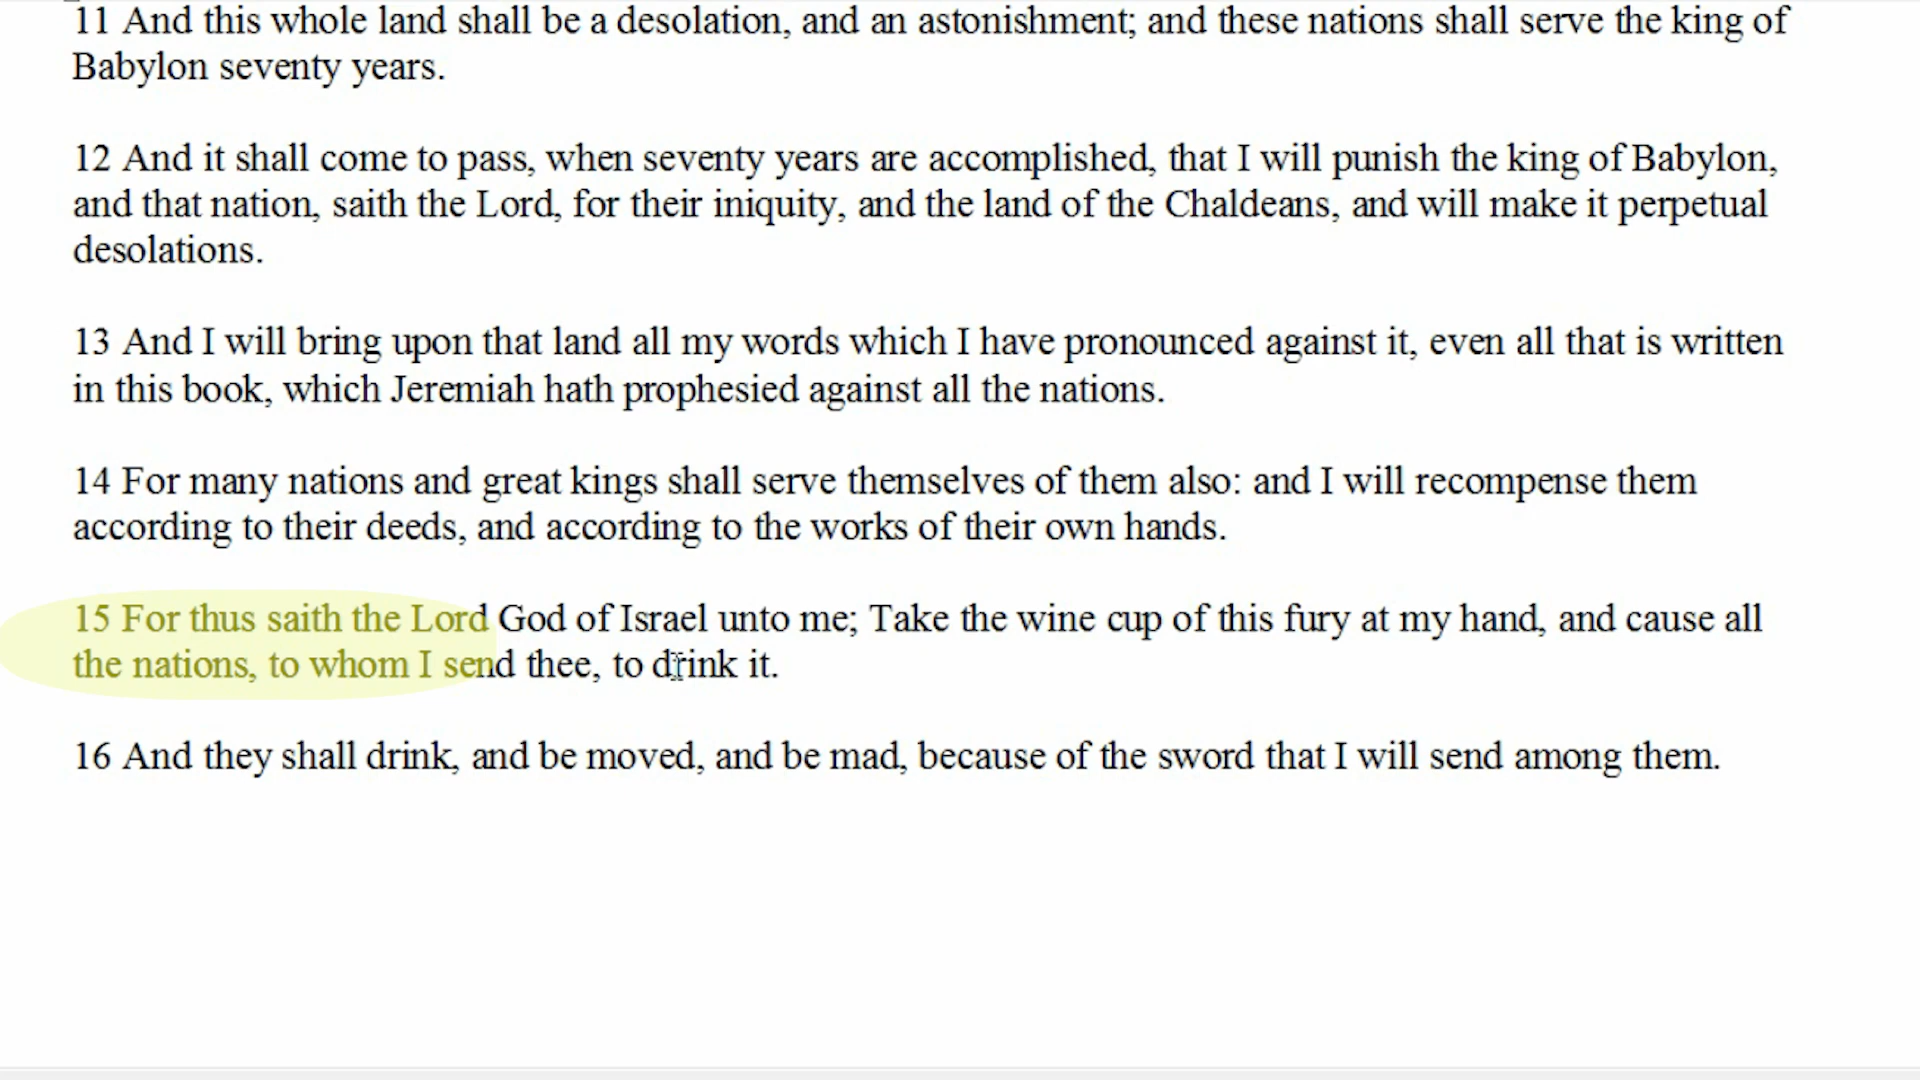 11 And this whole land shall be a desolation, and an astonishment; and these nations shall serve the king of
Babylon seventy years.
12 And it shall come to pass, when seventy years are accomplished, that I will punish the king of Babylon,
and that nation, saith the Lord, for their iniquity, and the land of the Chaldeans, and will make it perpetual
desolations.
13 And I will bring upon that land all my words which I have pronounced against it, even all that is written
in this book, which Jeremiah hath prophesied against all the nations.
14 For many nations and great kings shall serve themselves of them also: and I will recompense them
according to their deeds, and according to the works of their own hands.
15 For thus saith the Lord God of Israel unto me; Take the wine cup of this fury at my hand, and cause all
the nations, to whom I send thee, to drink it.
16 And they shall drink, and be moved, and be mad, because of the sword that I will send among them.